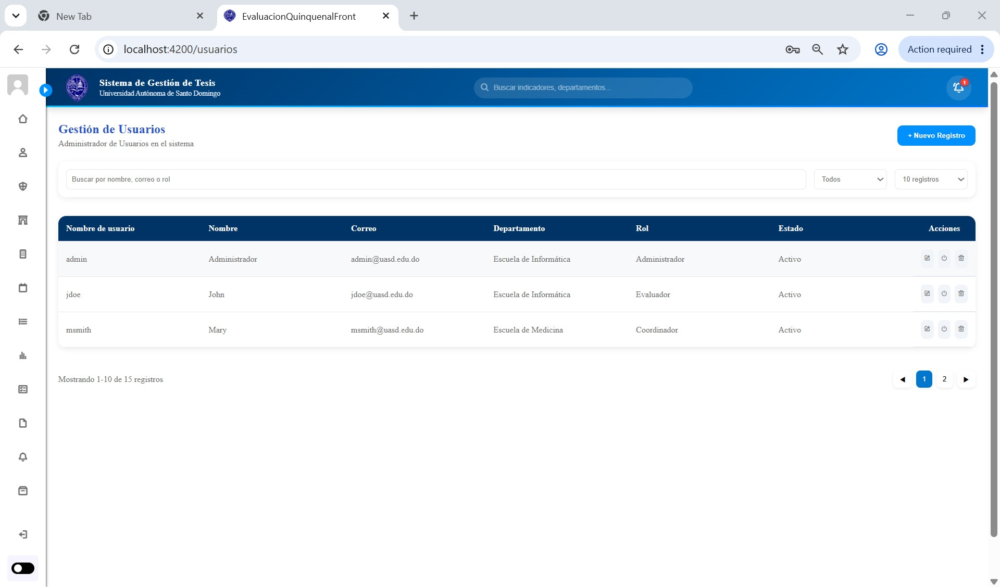 New Tab
EvaluacionQuinquenalFront
localhost:4200/usuarios
Action required
Sistema de Gestión de Tesis
Universidad Autónoma de Santo Domingo
Buscar indicadores, departamentos...
1
Gestión de Usuarios
Administrador de Usuarios en el sistema
+ Nuevo Registro
Buscar por nombre, correo o rol
Todos
10 registros
Nombre de usuario Nombre Correo Departamento Rol Estado Acciones
admin Administrador admin@uasd.edu.do Escuela de Informática Administrador Activo
jdoe John jdoe@uasd.edu.do Escuela de Informática Evaluador Activo
msmith Mary msmith@uasd.edu.do Escuela de Medicina Coordinador Activo
Mostrando 1-10 de 15 registros
1 2